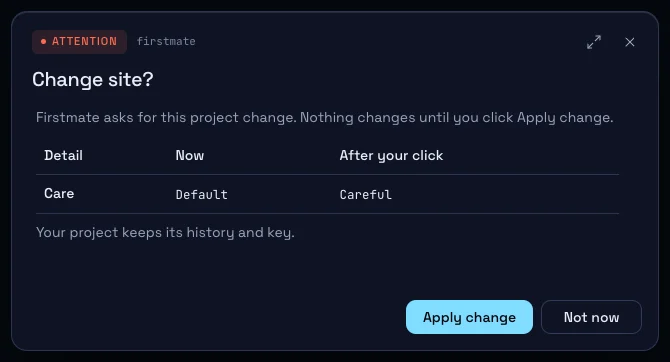 ATTENTION firstmate
Change site?
Firstmate asks for this project change. Nothing changes until you click Apply change.
Detail Now After your click
Care Default Careful
Your project keeps its history and key.
Apply change Not now